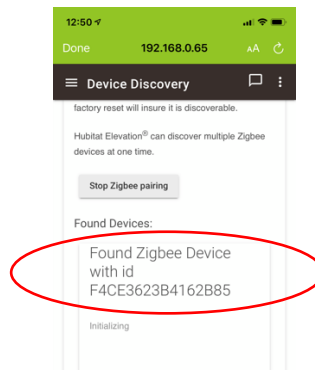 12:50
Done 192.168.0.65 AA
Device Discovery
factory reset will insure it is discoverable.
Hubitat Elevation® can discover multiple Zigbee
devices at one time.
Stop Zigbee pairing
Found Devices:
Found Zigbee Device
with id
F4CE3623B4162B85
Initializing